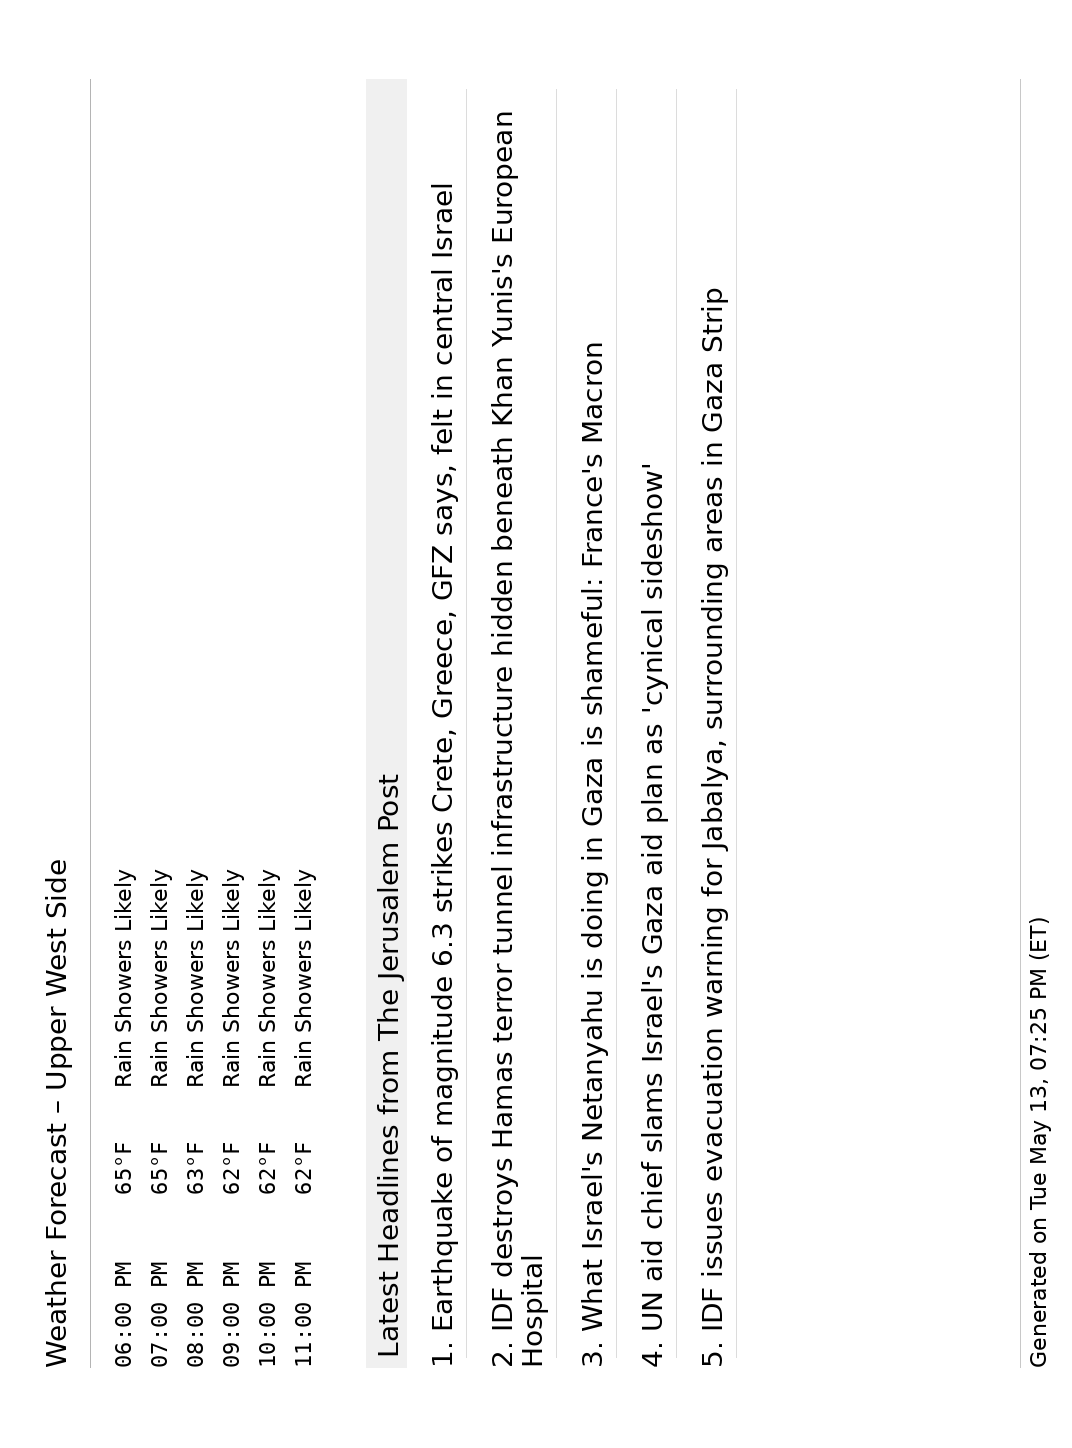 Weather Forecast – Upper West Side
06:00 PM 65°F Rain Showers Likely
07:00 PM 65°F Rain Showers Likely
08:00 PM 63°F Rain Showers Likely
09:00 PM 62°F Rain Showers Likely
10:00 PM 62°F Rain Showers Likely
11:00 PM 62°F Rain Showers Likely
Latest Headlines from The Jerusalem Post
1. Earthquake of magnitude 6.3 strikes Crete, Greece, GFZ says, felt in central Israel
2. IDF destroys Hamas terror tunnel infrastructure hidden beneath Khan Yunis's European
Hospital
3. What Israel's Netanyahu is doing in Gaza is shameful: France's Macron
4. UN aid chief slams Israel's Gaza aid plan as 'cynical sideshow'
5. IDF issues evacuation warning for Jabalya, surrounding areas in Gaza Strip
Generated on Tue May 13, 07:25 PM (ET)